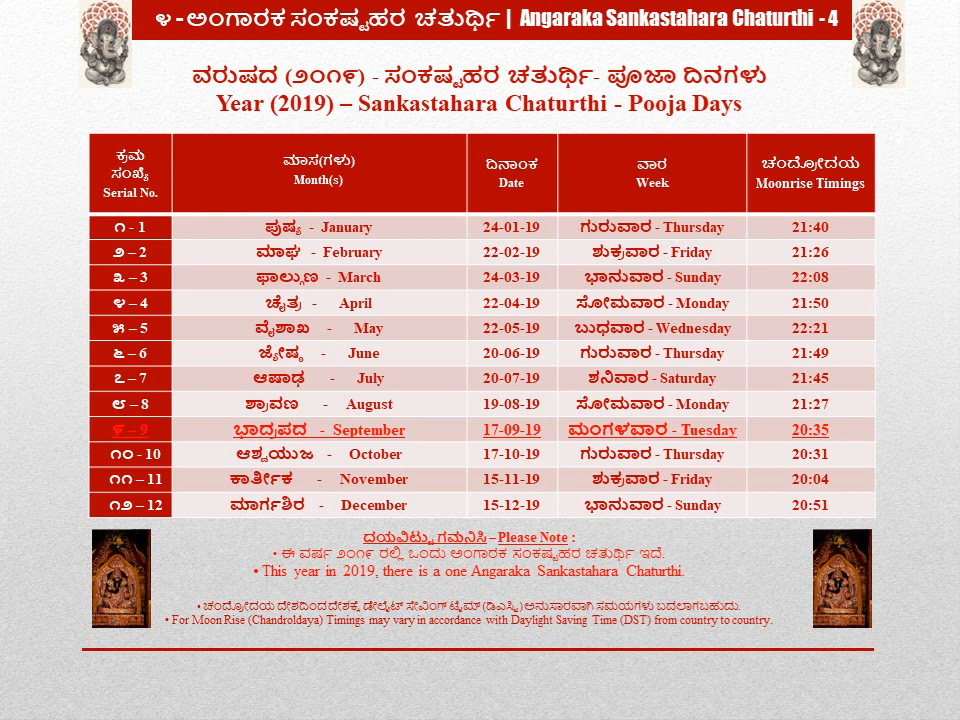 ೪ - ಅಂಗಾರಕ ಸಂಕಷ್ಟಹರ ಚತುರ್ಥಿ | Angaraka Sankastahara Chaturthi - 4
ವರುಷದ (೨೦೧೯) - ಸಂಕಷ್ಟಹರ ಚತುರ್ಥಿ- ಪೂಜಾ ದಿನಗಳು
Year (2019) – Sankastahara Chaturthi - Pooja Days
ಕ್ರಮ ಸಂಖ್ಯೆ Serial No. ಮಾಸ(ಗಳು) Month(s) ದಿನಾಂಕ Date ವಾರ Week ಚಂದ್ರೋದಯ Moonrise Timings
೧ - 1 ಪುಷ್ಯ - January 24-01-19 ಗುರುವಾರ - Thursday 21:40
೨ – 2 ಮಾಘ - February 22-02-19 ಶುಕ್ರವಾರ - Friday 21:26
೩ – 3 ಫಾಲ್ಗುಣ - March 24-03-19 ಭಾನುವಾರ - Sunday 22:08
೪ – 4 ಚೈತ್ರ - April 22-04-19 ಸೋಮವಾರ - Monday 21:50
೫ – 5 ವೈಶಾಖ - May 22-05-19 ಬುಧವಾರ - Wednesday 22:21
೬ – 6 ಜ್ಯೇಷ್ಠ - June 20-06-19 ಗುರುವಾರ - Thursday 21:49
೭ – 7 ಆಷಾಢ - July 20-07-19 ಶನಿವಾರ - Saturday 21:45
೮ – 8 ಶ್ರಾವಣ - August 19-08-19 ಸೋಮವಾರ - Monday 21:27
೯ – 9 ಭಾದ್ರಪದ - September 17-09-19 ಮಂಗಳವಾರ - Tuesday 20:35
೧೦ - 10 ಆಶ್ವಯುಜ - October 17-10-19 ಗುರುವಾರ - Thursday 20:31
೧೧ – 11 ಕಾರ್ತೀಕ - November 15-11-19 ಶುಕ್ರವಾರ - Friday 20:04
೧೨ – 12 ಮಾರ್ಗಶಿರ - December 15-12-19 ಭಾನುವಾರ - Sunday 20:51
ದಯವಿಟ್ಟು ಗಮನಿಸಿ – Please Note :
• ಈ ವರ್ಷ ೨೦೧೯ ರಲ್ಲಿ ಒಂದು ಅಂಗಾರಕ ಸಂಕಷ್ಟಹರ ಚತುರ್ಥಿ ಇದೆ.
• This year in 2019, there is a one Angaraka Sankastahara Chaturthi.
• ಚಂದ್ರೋದಯ ದೇಶದಿಂದ ದೇಶಕ್ಕೆ ಡೇಲೈಟ್ ಸೇವಿಂಗ್ ಟೈಮ್ (ಡಿಎಸ್ಟಿ) ಅನುಸಾರವಾಗಿ ಸಮಯಗಳು ಬದಲಾಗಬಹುದು.
• For Moon Rise (Chandroldaya) Timings may vary in accordance with Daylight Saving Time (DST) from country to country.